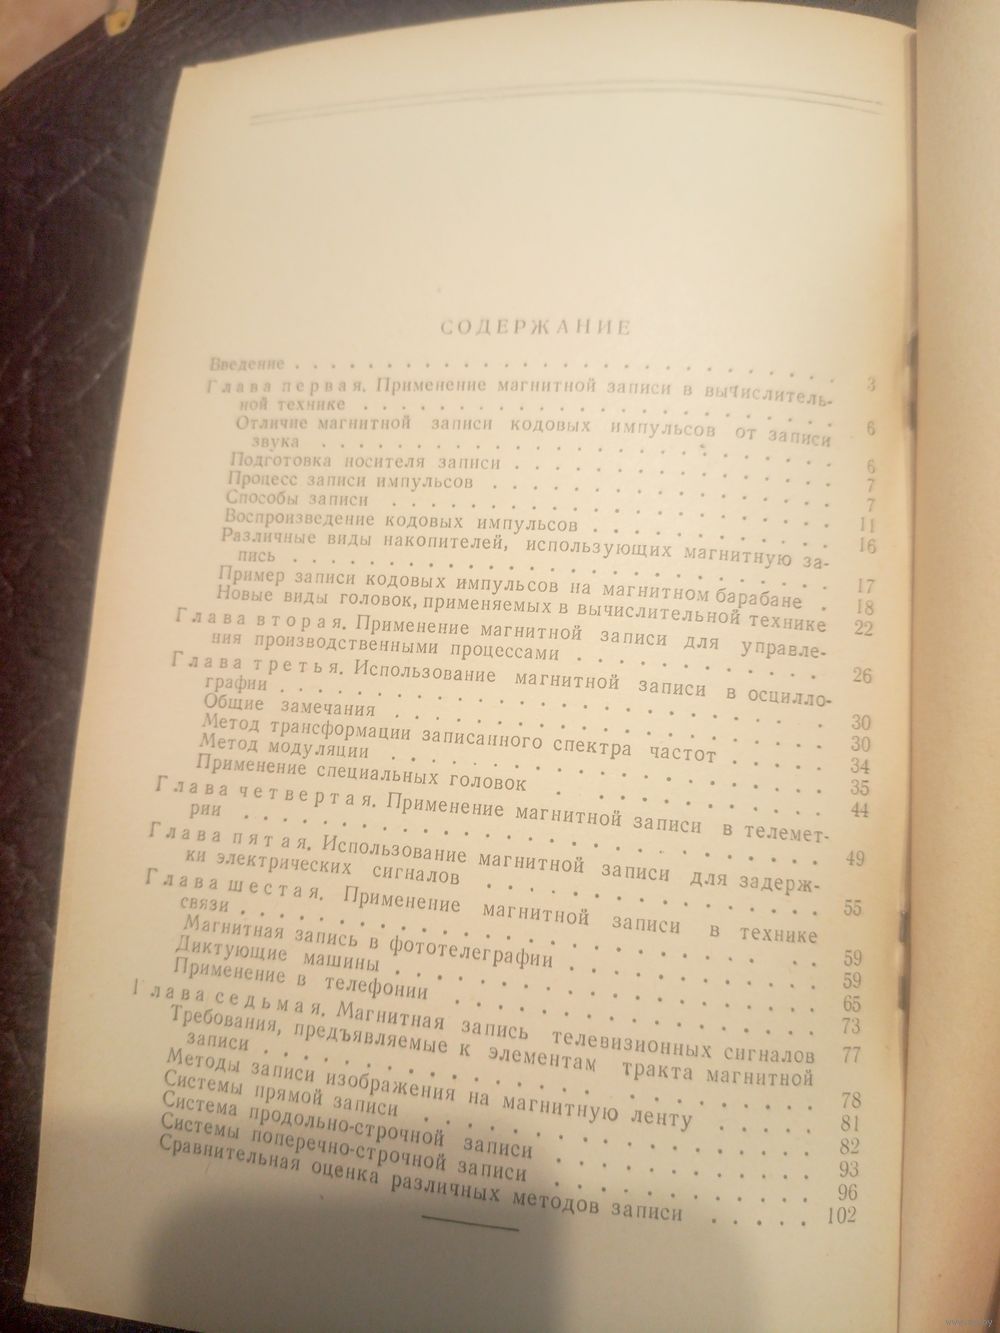 СОДЕРЖАНИЕ
Введение . . . . . . . . . . . . . . . . . . . . . . . . 3
Глава первая. Применение магнитной записи в вычислитель-
ной технике . . . . . . . . . . . . . . . . . . . . . 6
Отличие магнитной записи кодовых импульсов от записи
звука . . . . . . . . . . . . . . . . . . . . . . . . 6
Подготовка носителя записи . . . . . . . . . . . . . . 7
Процесс записи импульсов . . . . . . . . . . . . . . . 7
Способы записи . . . . . . . . . . . . . . . . . . . . 11
Воспроизведение кодовых импульсов . . . . . . . . . . . 16
Различные виды накопителей, использующих магнитную за-
пись . . . . . . . . . . . . . . . . . . . . . . . . 17
Пример записи кодовых импульсов на магнитном барабане . 18
Новые виды головок, применяемых в вычислительной технике 22
Глава вторая. Применение магнитной записи для управле-
ния производственными процессами . . . . . . . . . . . 26
Глава третья. Использование магнитной записи в осцилло-
графии . . . . . . . . . . . . . . . . . . . . . . . 30
Общие замечания . . . . . . . . . . . . . . . . . . . 30
Метод трансформации записанного спектра частот . . . . . 34
Метод модуляции . . . . . . . . . . . . . . . . . . . 35
Применение специальных головок . . . . . . . . . . . . 44
Глава четвертая. Применение магнитной записи в телемет-
рии . . . . . . . . . . . . . . . . . . . . . . . . 49
Глава пятая. Использование магнитной записи для задерж-
ки электрических сигналов . . . . . . . . . . . . . . 55
Глава шестая. Применение магнитной записи в технике
связи . . . . . . . . . . . . . . . . . . . . . . . 59
Магнитная запись в фототелеграфии . . . . . . . . . . . 59
Диктующие машины . . . . . . . . . . . . . . . . . . 65
Применение в телефонии . . . . . . . . . . . . . . . . 73
Глава седьмая. Магнитная запись телевизионных сигналов 77
Требования, предъявляемые к элементам тракта магнитной
записи . . . . . . . . . . . . . . . . . . . . . . . 78
Методы записи изображения на магнитную ленту . . . . . 81
Системы прямой записи . . . . . . . . . . . . . . . . 82
Система продольно-строчной записи . . . . . . . . . . . 93
Системы поперечно-строчной записи . . . . . . . . . . . 96
Сравнительная оценка различных методов записи . . . . . 102